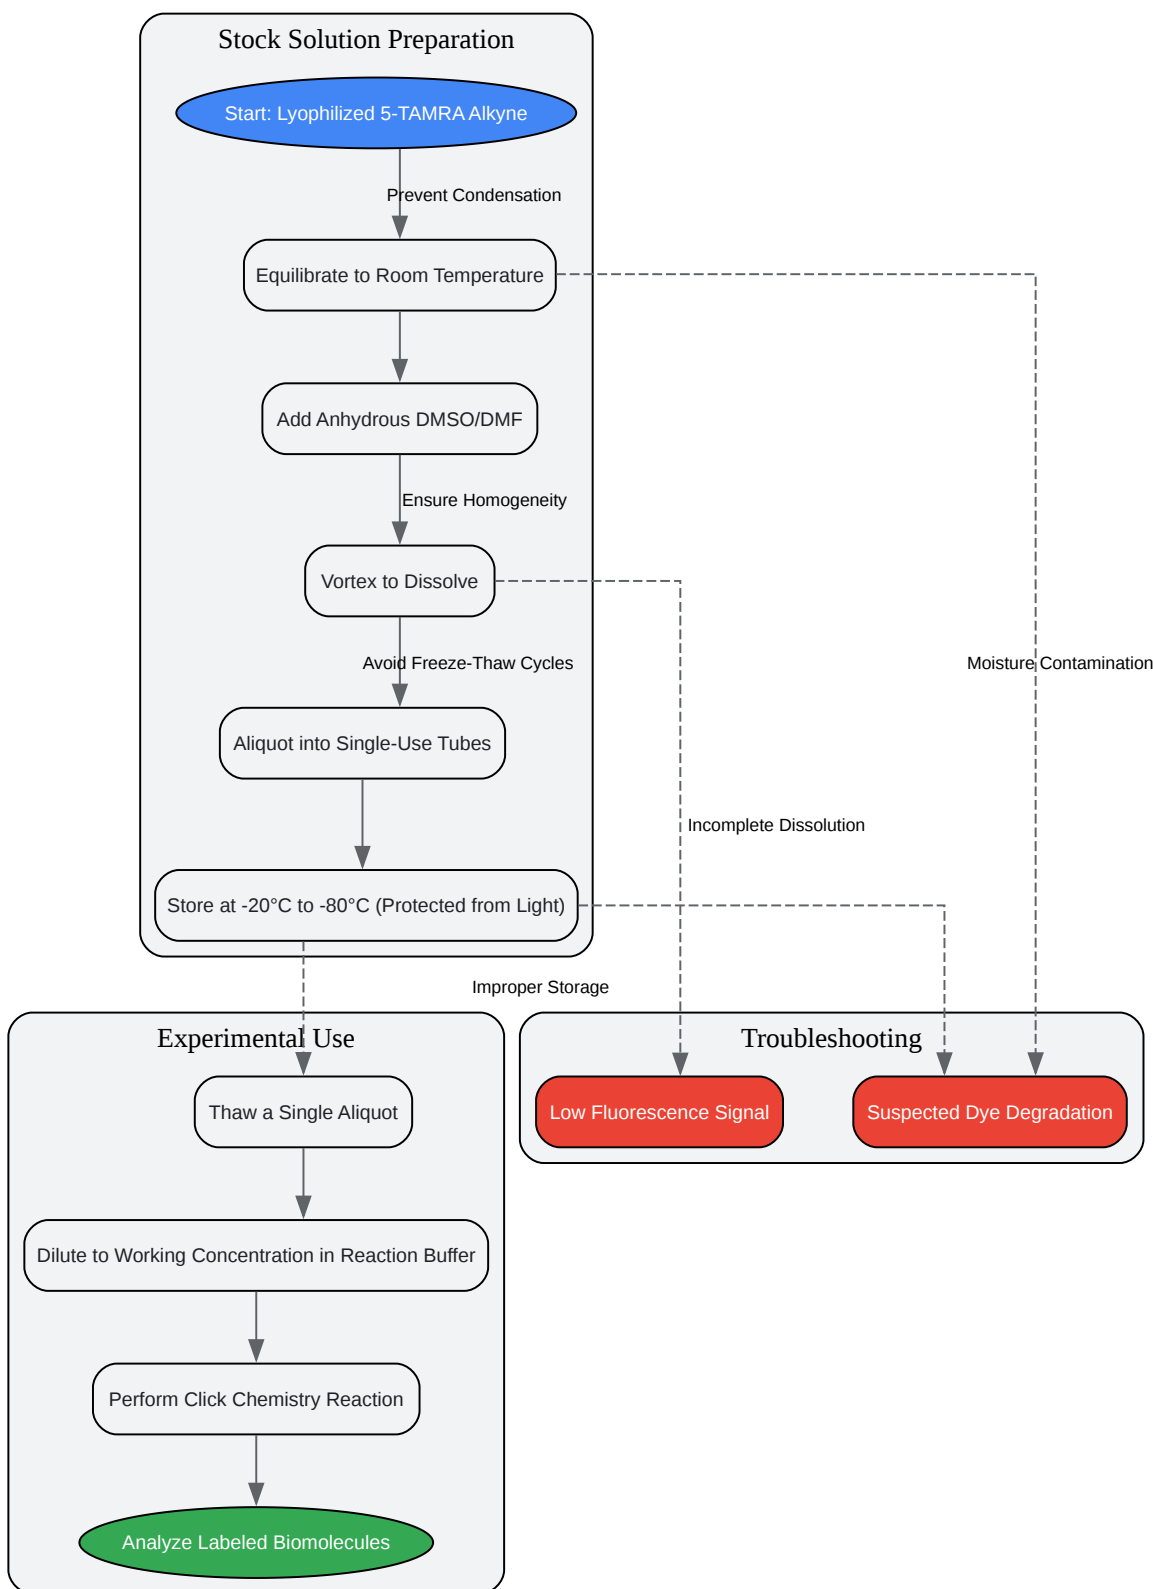 Stock Solution Preparation
Start: Lyophilized 5-TAMRA Alkyne
Prevent Condensation
Equilibrate to Room Temperature
Add Anhydrous DMSO/DMF
Ensure Homogeneity
Vortex to Dissolve
Avoid Freeze-Thaw Cycles
Moisture Contamination
Aliquot into Single-Use Tubes
Incomplete Dissolution
Store at -20°C to -80°C (Protected from Light)
Improper Storage
Experimental Use
Thaw a Single Aliquot
Dilute to Working Concentration in Reaction Buffer
Perform Click Chemistry Reaction
Analyze Labeled Biomolecules
Troubleshooting
Low Fluorescence Signal
Suspected Dye Degradation